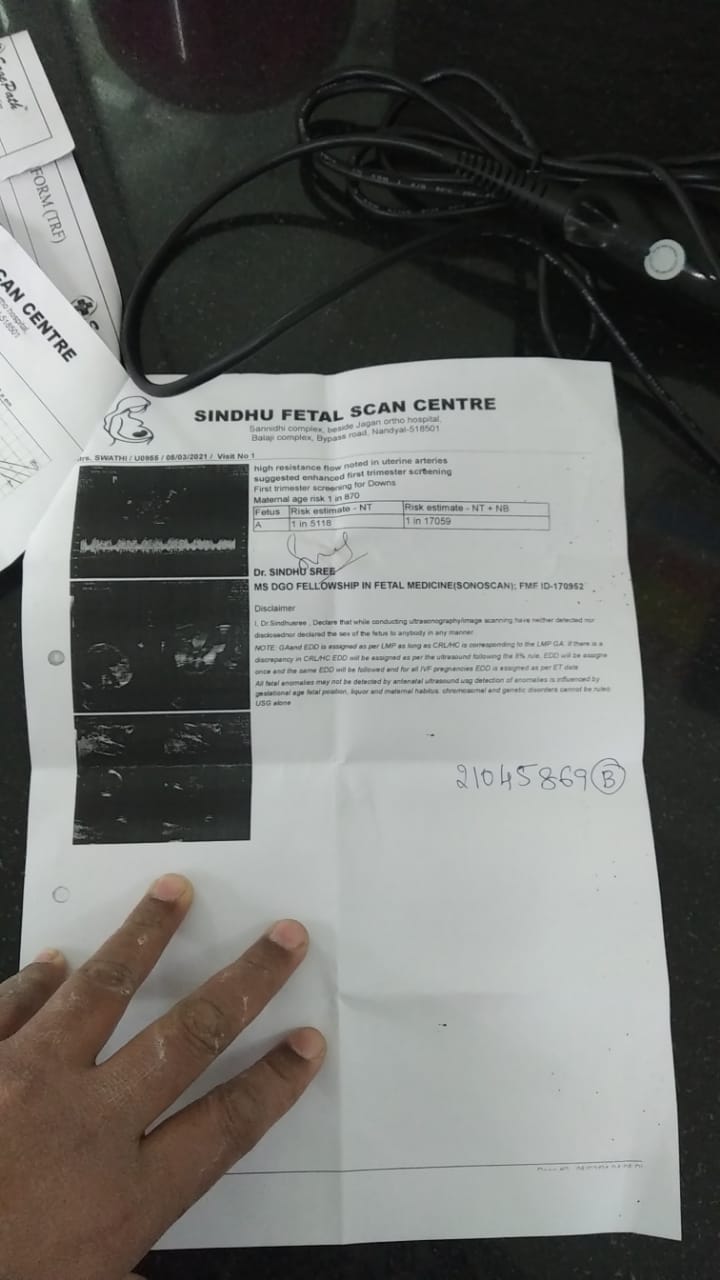 SagePath™
FORM (TRF)
CAN CENTRE
rtho hospital,
-518501
SINDHU FETAL SCAN CENTRE
Sannidhi complex, beside Jagan ortho hospital,
Balaji complex, Bypass road, Nandyal-518501
rs. SWATHI / U0955 / 08/03/2021 / Visit No 1
high resistance flow noted in uterine arteries
suggested enhanced first trimester screening
First trimester screening for Downs
Maternal age risk 1 in 870
Fetus Risk estimate - NT Risk estimate - NT + NB
A 1 in 5118 1 in 17059
Dr. SINDHU SREE
MS DGO FELLOWSHIP IN FETAL MEDICINE(SONOSCAN); FMF ID-170952
Disclaimer
I, Dr.Sindhusree , Declare that while conducting ultrasonography/image scanning,have neither detected nor
disclosednor declared the sex of the fetus to anybody in any manner
NOTE: GAand EDD is assigned as per LMP as long as CRL/HC is corresponding to the LMP GA. If there is a
discrepancy in CRL/HC EDD will be assigned as per the ultrasound following the 8% rule, EDD will be assigne
once and the same EDD will be followed and for all IVF pregnancies EDD is assigned as per ET date
All fetal anomalies may not be detected by antenatal ultrasound.usg detection of anomalies is influenced by
gestational age fetal position, liquor and maternal habitus. chromosomal and genetic disorders cannot be ruled
USG alone
21045869 B